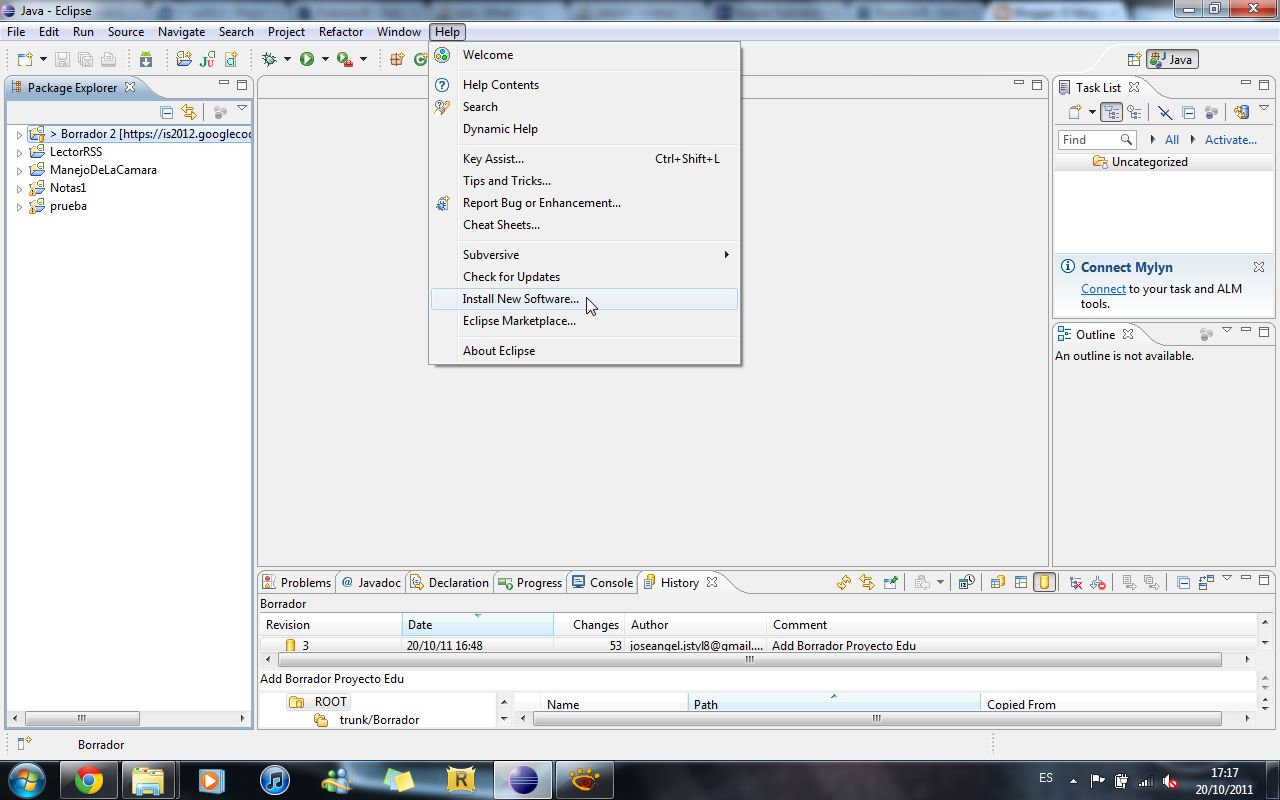 Java - Eclipse
File Edit Run Source Navigate Search Project Refactor Window Help
Java
Package Explorer
> Borrador 2 [https://is2012.googlecod
LectorRSS
ManejoDeLaCamara
Notas1
prueba
Welcome
Help Contents
Search
Dynamic Help
Key Assist... Ctrl+Shift+L
Tips and Tricks...
Report Bug or Enhancement...
Cheat Sheets...
Subversive
Check for Updates
Install New Software...
Eclipse Marketplace...
About Eclipse
Task List
Find All Activate...
Uncategorized
Connect Mylyn
Connect to your task and ALM
tools.
Outline
An outline is not available.
Problems @ Javadoc Declaration Progress Console History
Borrador
Revision Date Changes Author Comment
3 20/10/11 16:48 53 joseangel.jstyl8@gmail.... Add Borrador Proyecto Edu
Add Borrador Proyecto Edu
ROOT
trunk/Borrador
Name Path Copied From
Borrador
ES 17:17
20/10/2011